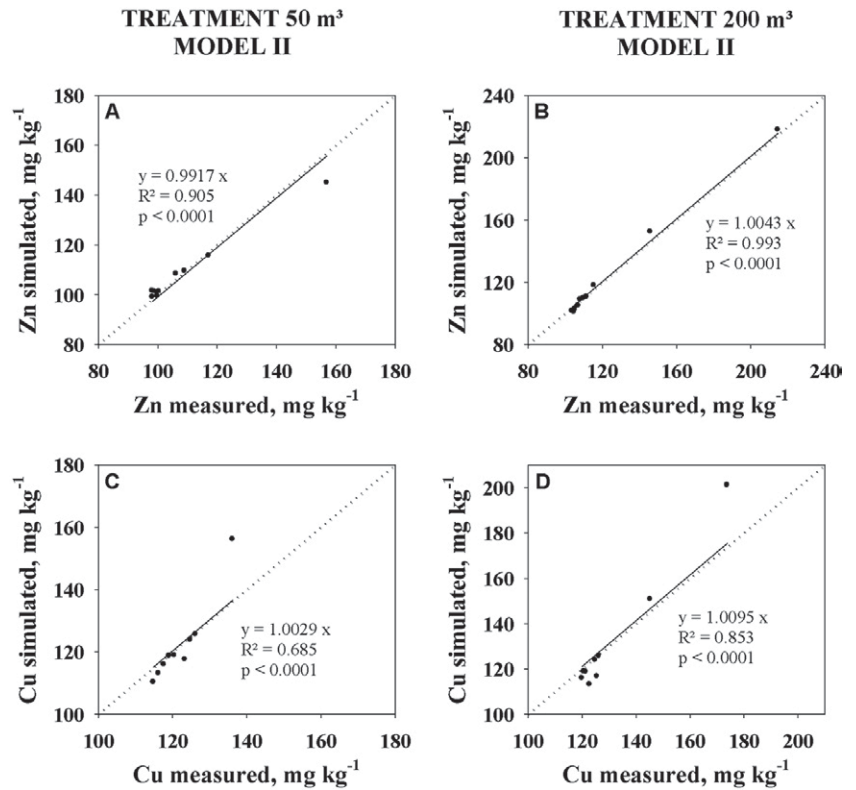 TREATMENT 50 m³
MODEL II
TREATMENT 200 m³
MODEL II
A
Zn simulated, mg kg⁻¹
180
160
140
120
100
80
y = 0.9917 x
R² = 0.905
p < 0.0001
80 100 120 140 160 180
Zn measured, mg kg⁻¹
B
Zn simulated, mg kg⁻¹
240
200
160
120
80
y = 1.0043 x
R² = 0.993
p < 0.0001
80 120 160 200 240
Zn measured, mg kg⁻¹
C
Cu simulated, mg kg⁻¹
180
160
140
120
100
y = 1.0029 x
R² = 0.685
p < 0.0001
100 120 140 160 180
Cu measured, mg kg⁻¹
D
Cu simulated, mg kg⁻¹
200
180
160
140
120
100
y = 1.0095 x
R² = 0.853
p < 0.0001
100 120 140 160 180 200
Cu measured, mg kg⁻¹